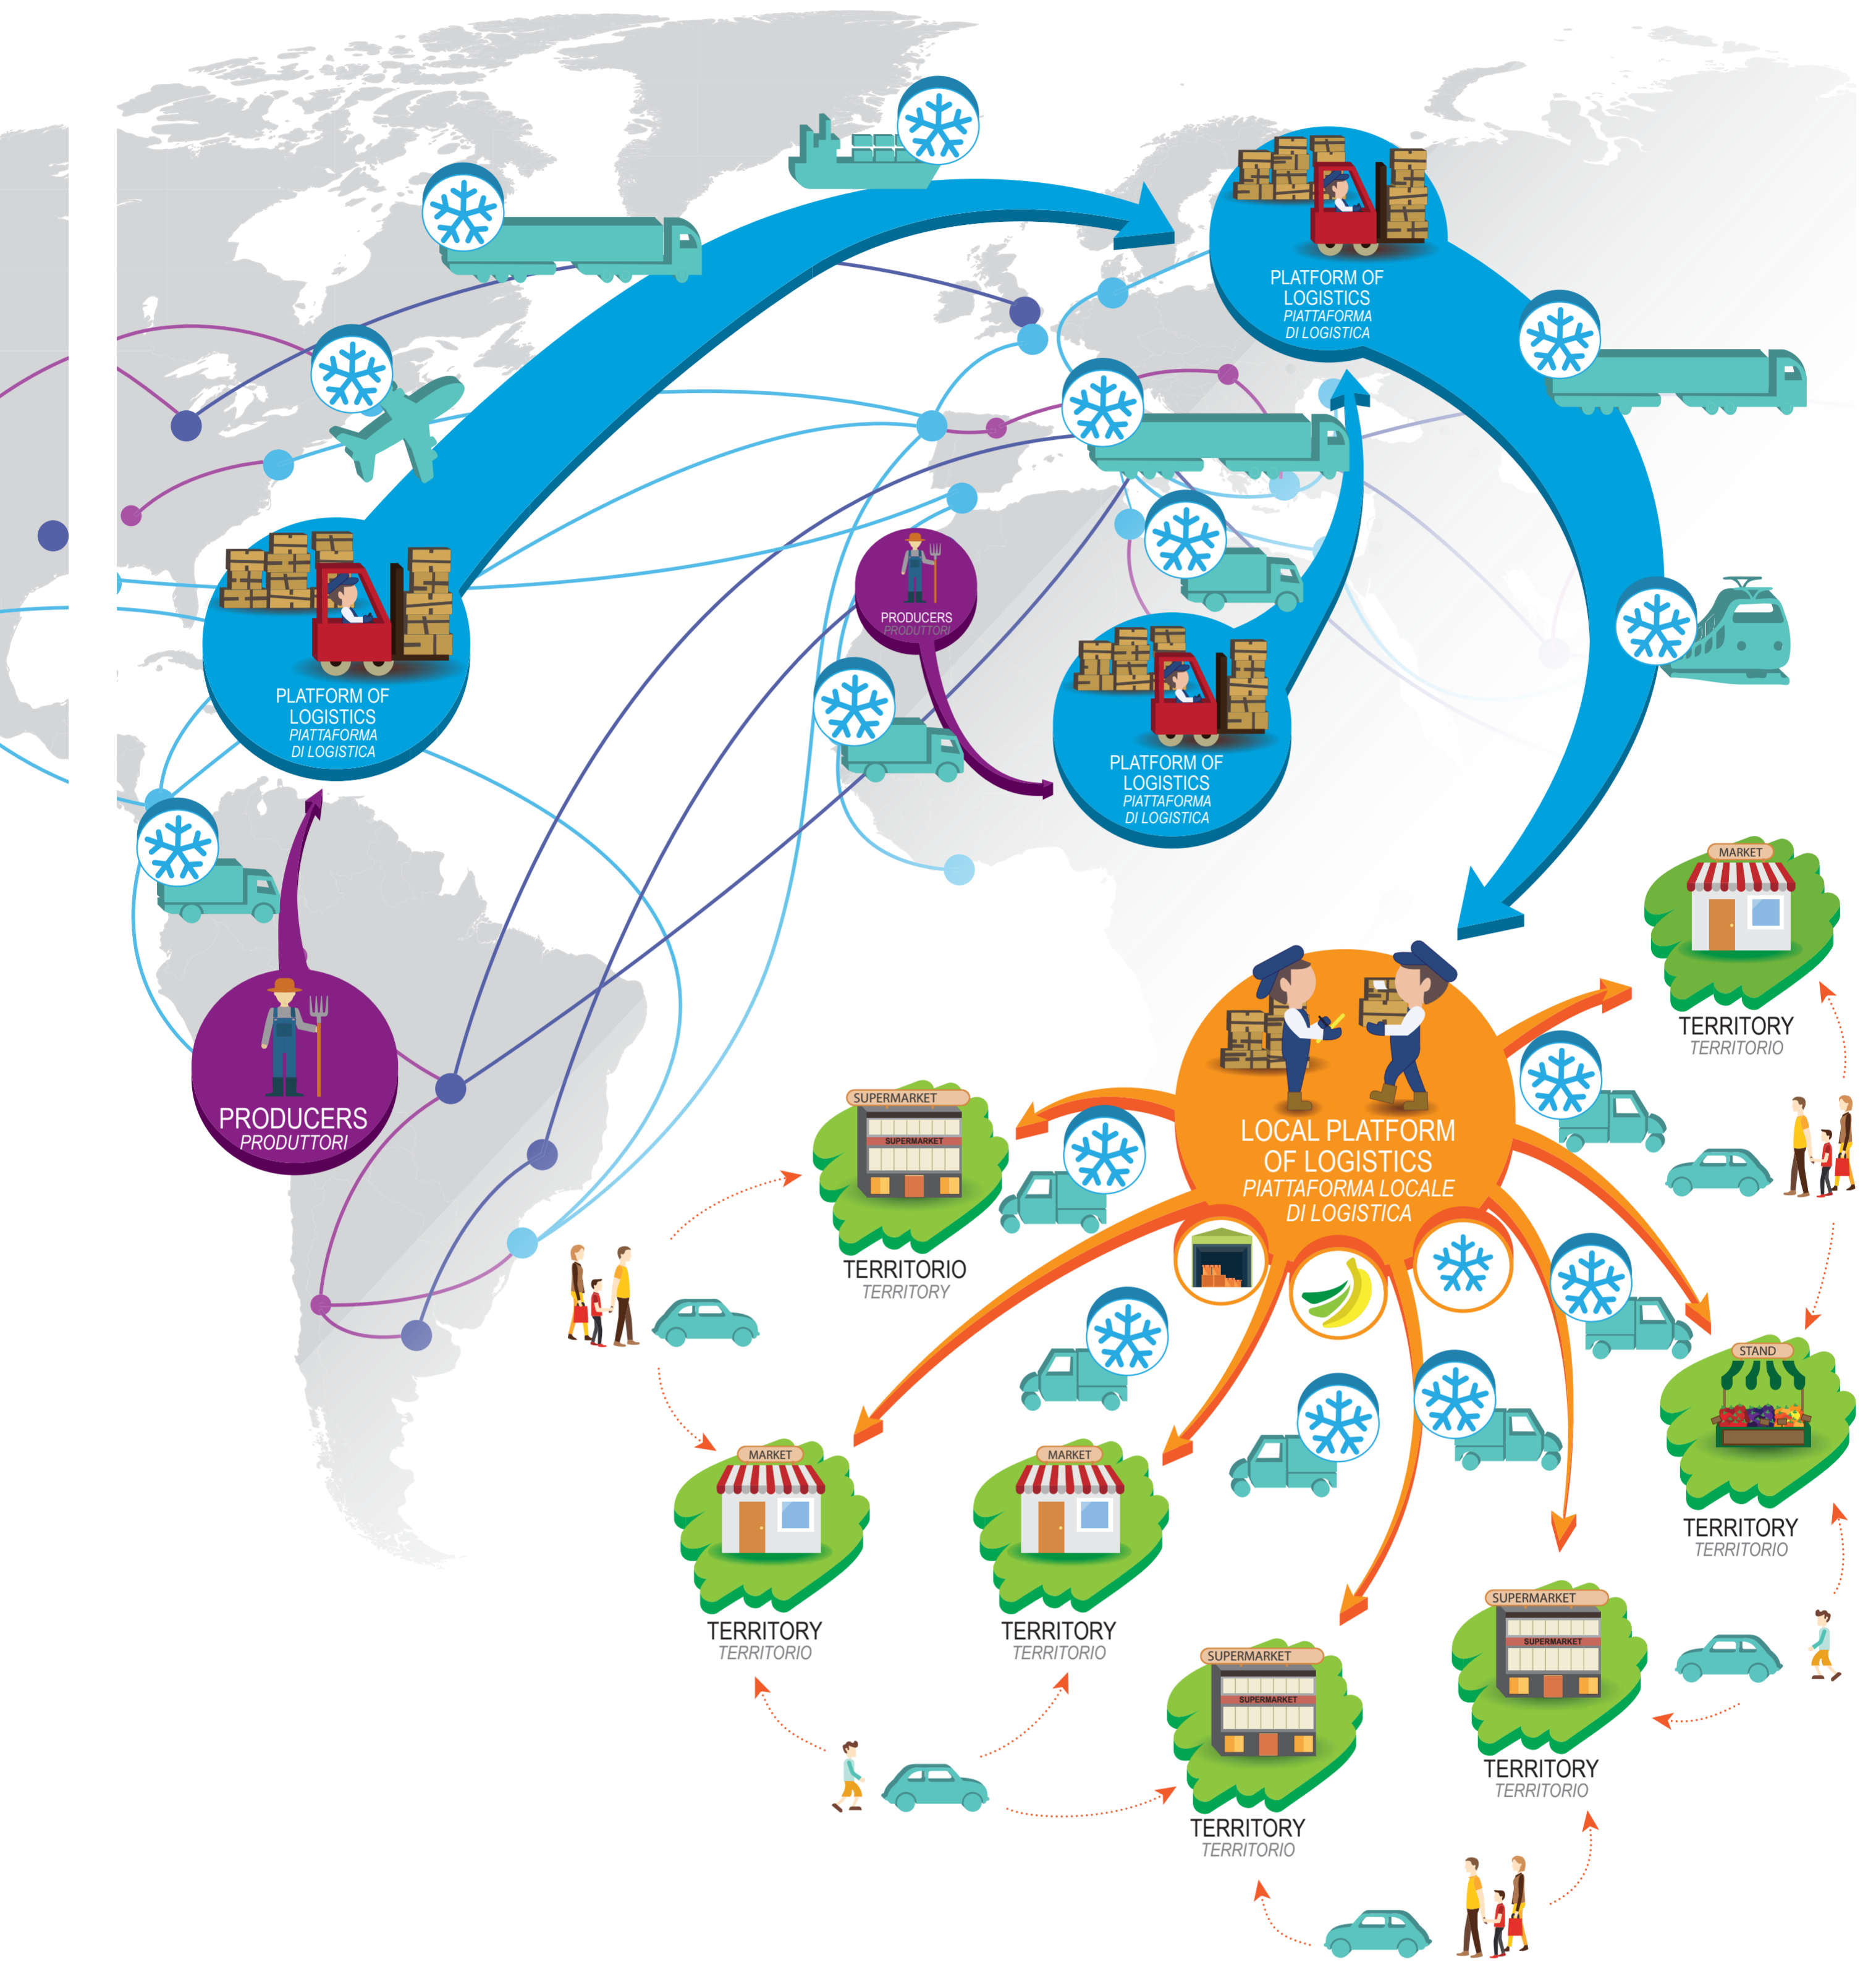 PLATFORM OF
LOGISTICS
PIATTAFORMA
DI LOGISTICA
PRODUCERS
PRODUTTORI
PLATFORM OF
LOGISTICS
PIATTAFORMA
DI LOGISTICA
PLATFORM OF
LOGISTICS
PIATTAFORMA
DI LOGISTICA
MARKET
TERRITORY
TERRITORIO
PRODUCERS
PRODUTTORI
SUPERMARKET
SUPERMARKET
TERRITORIO
TERRITORY
LOCAL PLATFORM
OF LOGISTICS
PIATTAFORMA LOCALE
DI LOGISTICA
STAND
TERRITORY
TERRITORIO
MARKET
TERRITORY
TERRITORIO
MARKET
TERRITORY
TERRITORIO
SUPERMARKET
SUPERMARKET
TERRITORY
TERRITORIO
SUPERMARKET
SUPERMARKET
TERRITORY
TERRITORIO